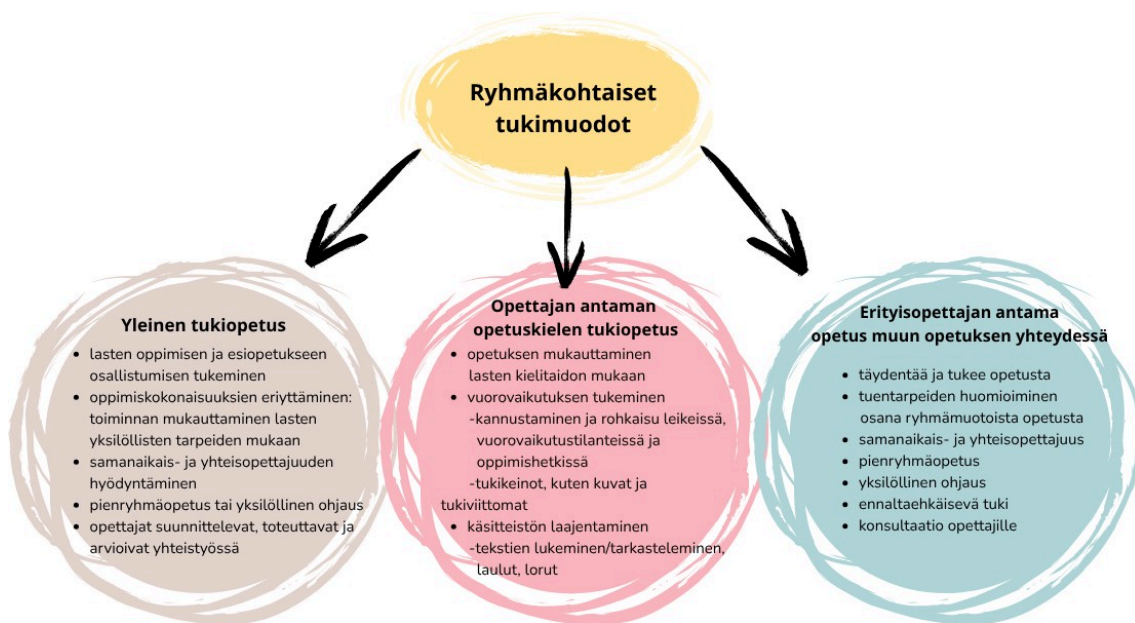 Ryhmäkohtaiset
tukimuodot
Yleinen tukiopetus
• lasten oppimisen ja esiopetukseen
osallistumisen tukeminen
• oppimiskokonaisuuksien eriyttäminen:
toiminnan mukauttaminen lasten
yksilöllisten tarpeiden mukaan
• samanaikais- ja yhteisopettajuuden
hyödyntäminen
• pienryhmäopetus tai yksilöllinen ohjaus
• opettajat suunnittelevat, toteuttavat ja
arvioivat yhteistyössä
Opettajan antaman
opetuskielen tukiopetus
• opetuksen mukauttaminen
lasten kielitaidon mukaan
• vuorovaikutuksen tukeminen
-kannustaminen ja rohkaisu leikeissä,
vuorovaikutustilanteissa ja
oppimishetkissä
-tukikeinot, kuten kuvat ja
tukiviittomat
• käsitteistön laajentaminen
-tekstien lukeminen/tarkasteleminen,
laulut, lorut
Erityisopettajan antama
opetus muun opetuksen yhteydessä
• täydentää ja tukee opetusta
• tuentarpeiden huomioiminen
osana ryhmämuotoista opetusta
• samanaikais- ja yhteisopettajuus
• pienryhmäopetus
• yksilöllinen ohjaus
• ennaltaehkäisevä tuki
• konsultaatio opettajille